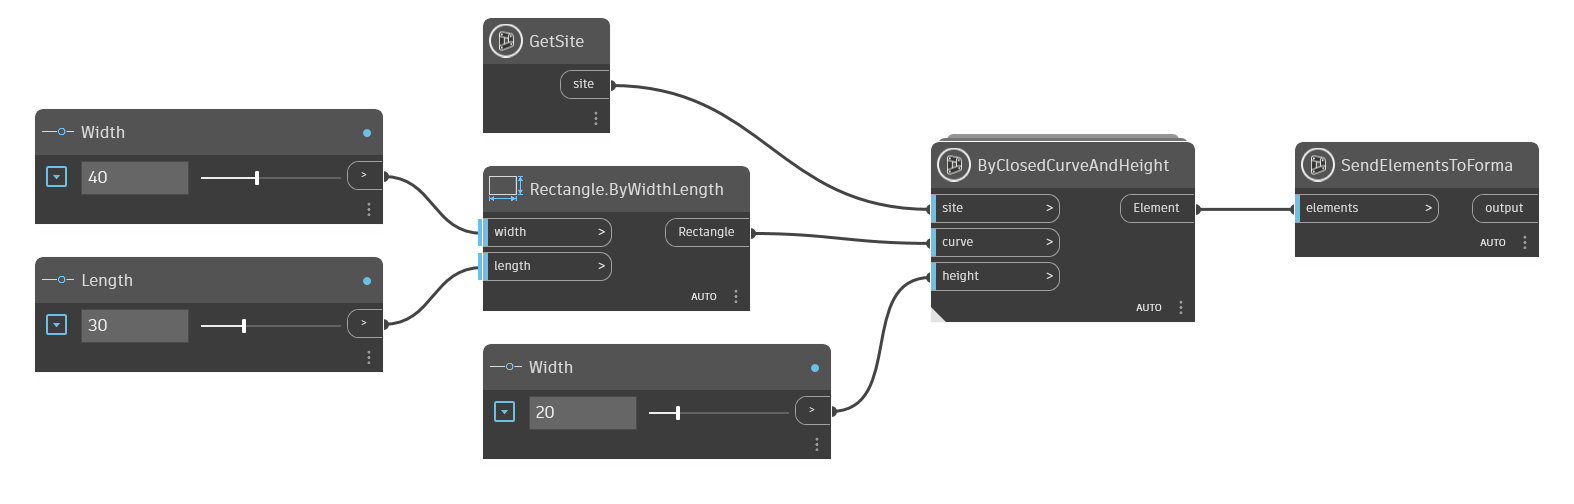 GetSite
site
Width
40
>
Length
30
>
Rectangle.ByWidthLength
width >
Rectangle
length >
AUTO
Width
20
>
ByClosedCurveAndHeight
site >
Element
curve >
height >
AUTO
SendElementsToForma
elements >
output
AUTO